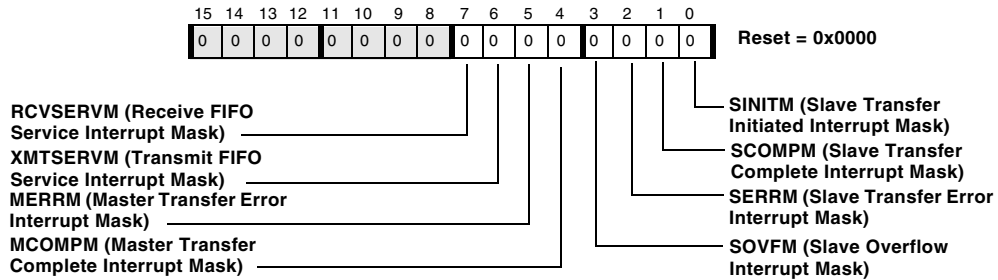 15 14 13 12 11 10 9 8 7 6 5 4 3 2 1 0
0 0 0 0 0 0 0 0 0 0 0 0 0 0 0 0
Reset = 0x0000
RCVSERVM (Receive FIFO
Service Interrupt Mask)
XMTSERVM (Transmit FIFO
Service Interrupt Mask)
MERRM (Master Transfer Error
Interrupt Mask)
MCOMPM (Master Transfer
Complete Interrupt Mask)
SINITM (Slave Transfer
Initiated Interrupt Mask)
SCOMPM (Slave Transfer
Complete Interrupt Mask)
SERRM (Slave Transfer Error
Interrupt Mask)
SOVFM (Slave Overflow
Interrupt Mask)